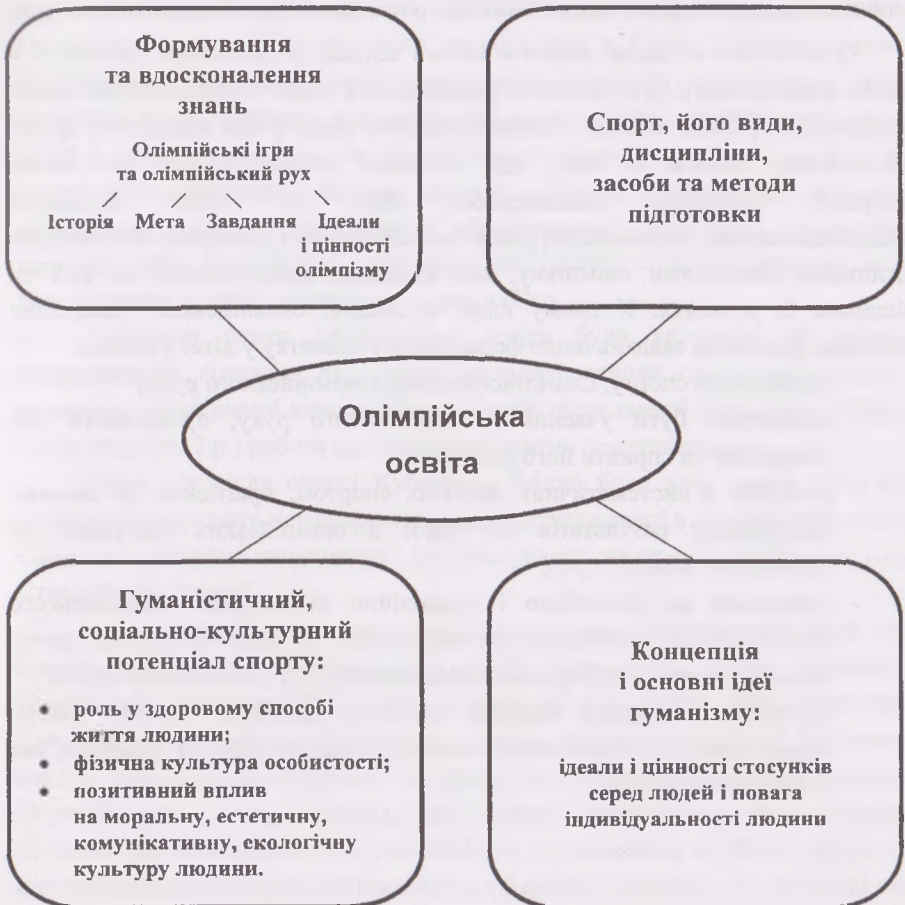 Формування
та вдосконалення
знань
Олімпійські ігри
та олімпійський рух
Історія Мета Завдання Ідеали
і цінності
олімпізму
Спорт, його види,
дисципліни,
засоби та методи
підготовки
Олімпійська
освіта
Гуманістичний,
соціально-культурний
потенціал спорту:
• роль у здоровому способі
життя людини;
• фізична культура особистості;
• позитивний вплив
на моральну, естетичну,
комунікативну, екологічну
культуру людини.
Концепція
і основні ідеї
гуманізму:
ідеали і цінності стосунків
серед людей і повага
індивідуальності людини